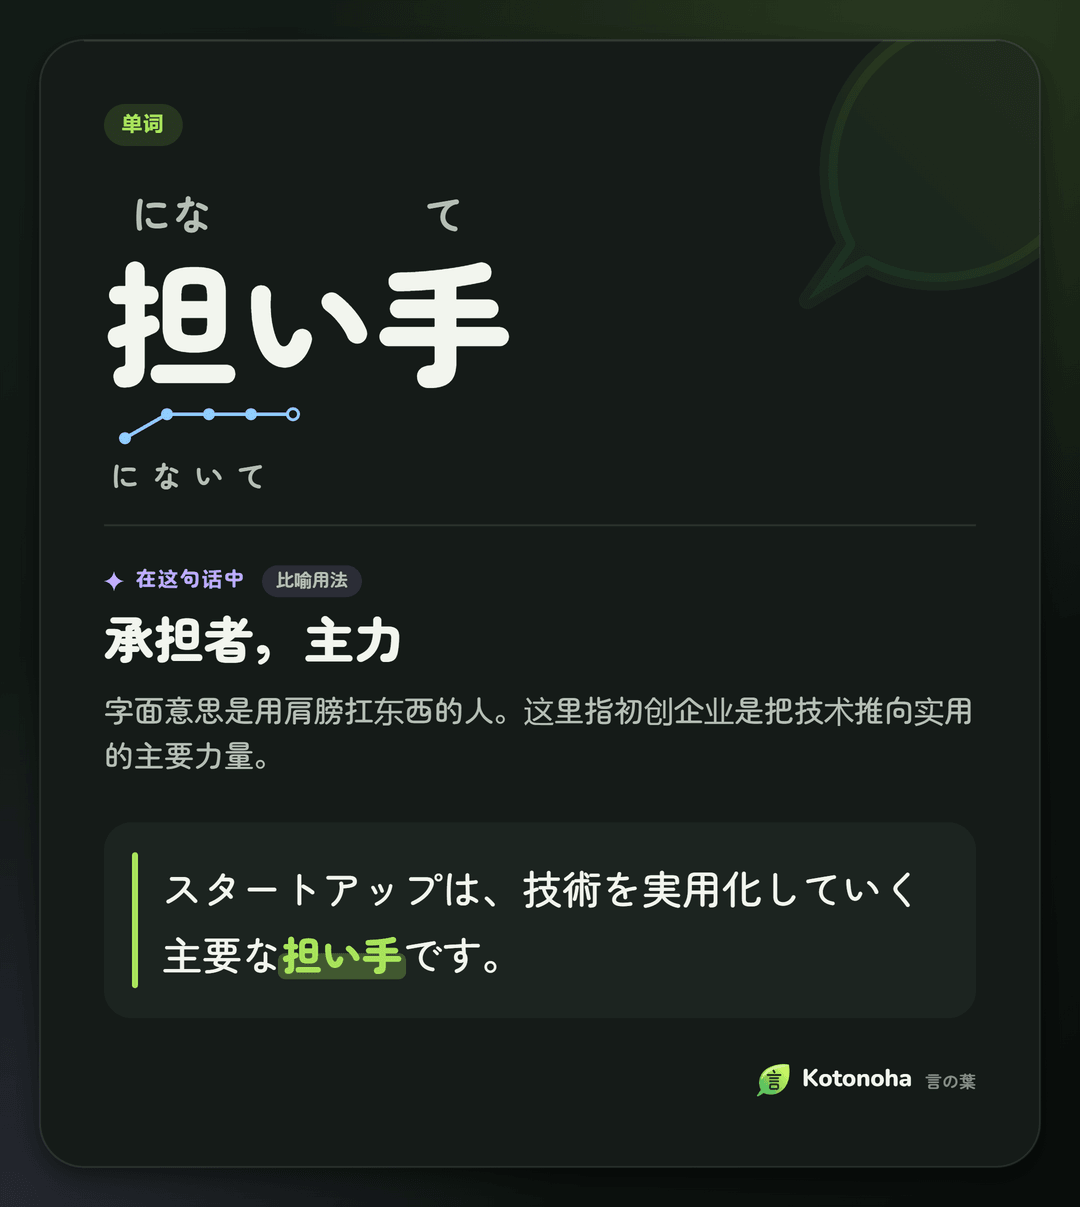 单词
にな て
担い手
にないて
在这句话中 比喻用法
承担者，主力
字面意思是用肩膀扛东西的人。这里指初创企业是把技术推向实用
的主要力量。
スタートアップは、技術を実用化していく
主要な担い手です。
言 Kotonoha 言の葉